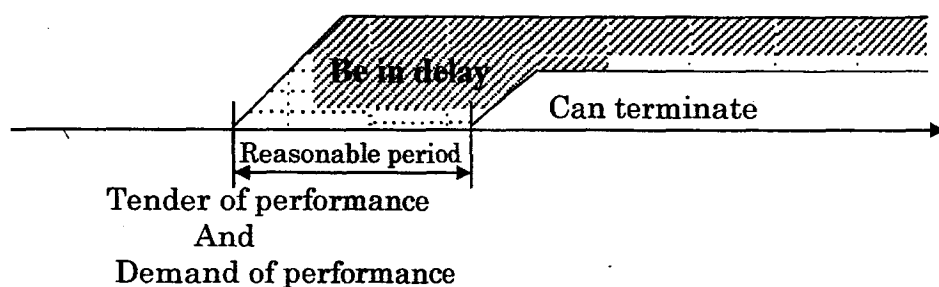 Be in delay
Can terminate
Reasonable period
Tender of performance
And
Demand of performance